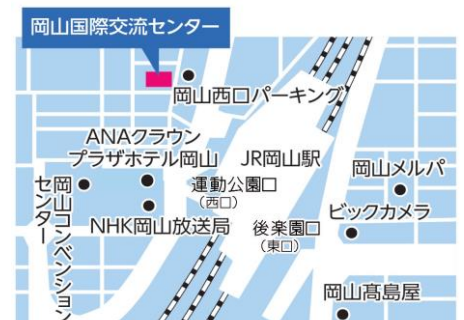 岡山国際交流センター
岡山西口パーキング
ANAクラウン
プラザホテル岡山
JR岡山駅
運動公園口
(西口)
岡山メルパ
ビックカメラ
NHK岡山放送局
後楽園口
(東口)
岡山コンベンション
センター
岡山髙島屋